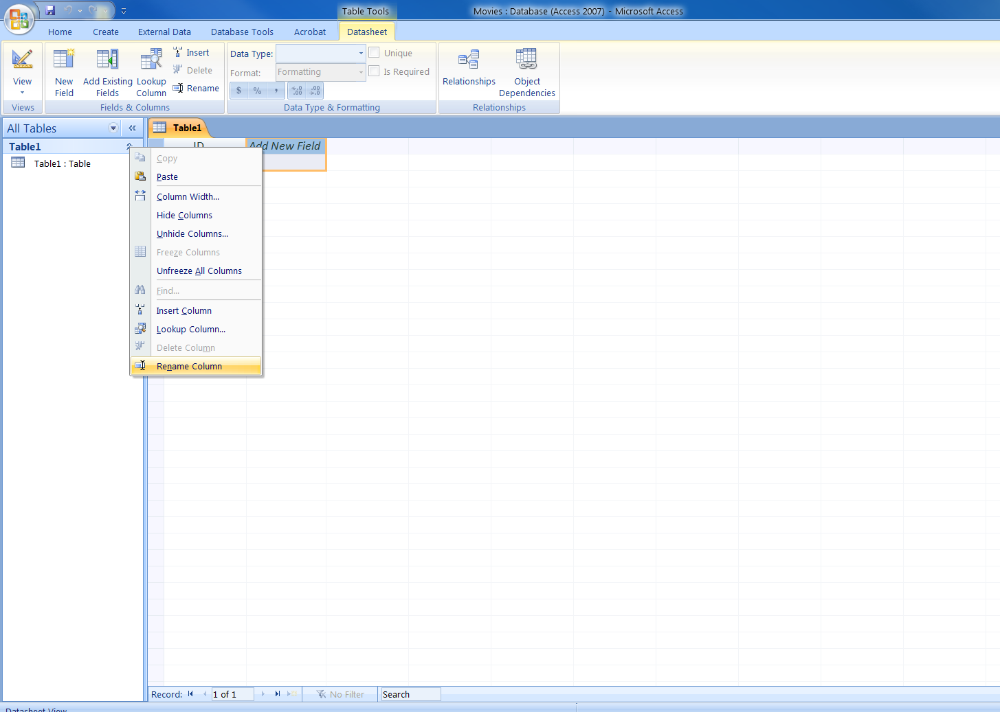 Table Tools
Movies : Database (Access 2007) - Microsoft Access
Home Create External Data Database Tools Acrobat Datasheet
View
Views
New Field
Add Existing Fields
Lookup Column
Insert
Delete
Rename
Fields & Columns
Data Type:
Format: Formatting
$ % , .00 .00
Unique
Is Required
Data Type & Formatting
Relationships
Object Dependencies
Relationships
All Tables
Table1
Table1 : Table
Table1
ID Add New Field
Copy
Paste
Column Width...
Hide Columns
Unhide Columns...
Freeze Columns
Unfreeze All Columns
Find...
Insert Column
Lookup Column...
Delete Column
Rename Column
Record: 1 of 1 No Filter Search
Datasheet View